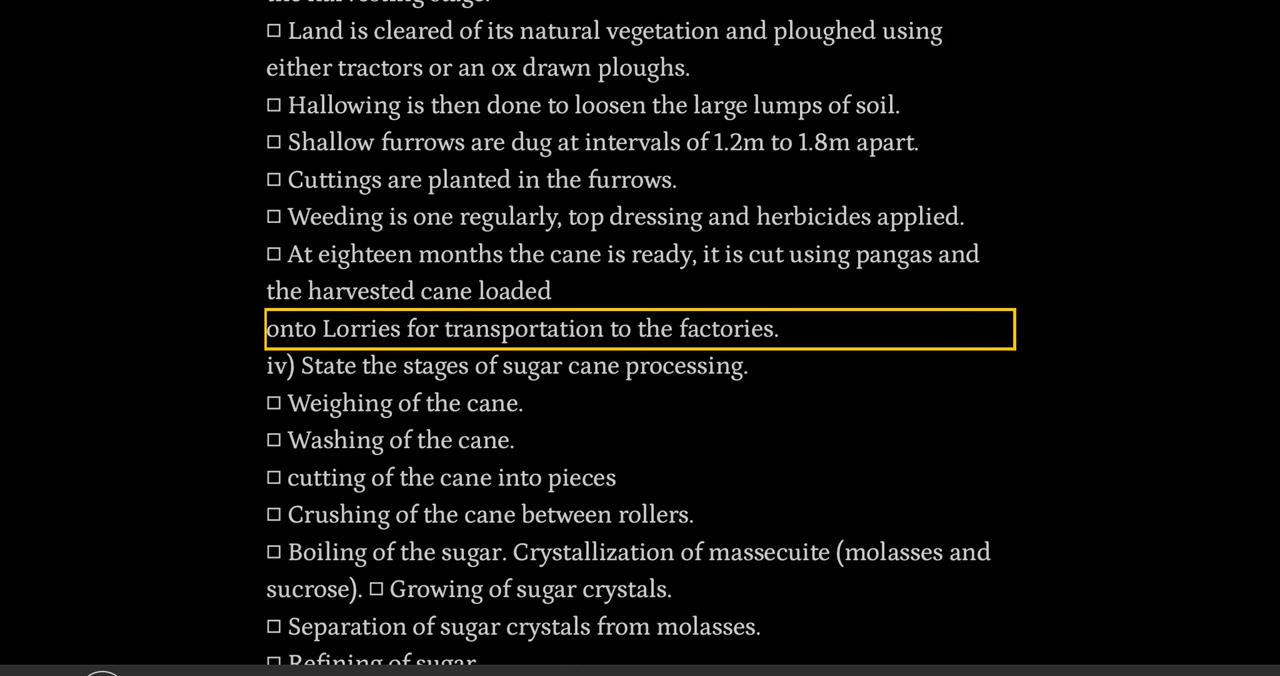 the harvesting stage.
□ Land is cleared of its natural vegetation and ploughed using
either tractors or an ox drawn ploughs.
□ Hallowing is then done to loosen the large lumps of soil.
□ Shallow furrows are dug at intervals of 1.2m to 1.8m apart.
□ Cuttings are planted in the furrows.
□ Weeding is one regularly, top dressing and herbicides applied.
□ At eighteen months the cane is ready, it is cut using pangas and
the harvested cane loaded
onto Lorries for transportation to the factories.
iv) State the stages of sugar cane processing.
□ Weighing of the cane.
□ Washing of the cane.
□ cutting of the cane into pieces
□ Crushing of the cane between rollers.
□ Boiling of the sugar. Crystallization of massecuite (molasses and
sucrose). □ Growing of sugar crystals.
□ Separation of sugar crystals from molasses.
□ Refining of sugar